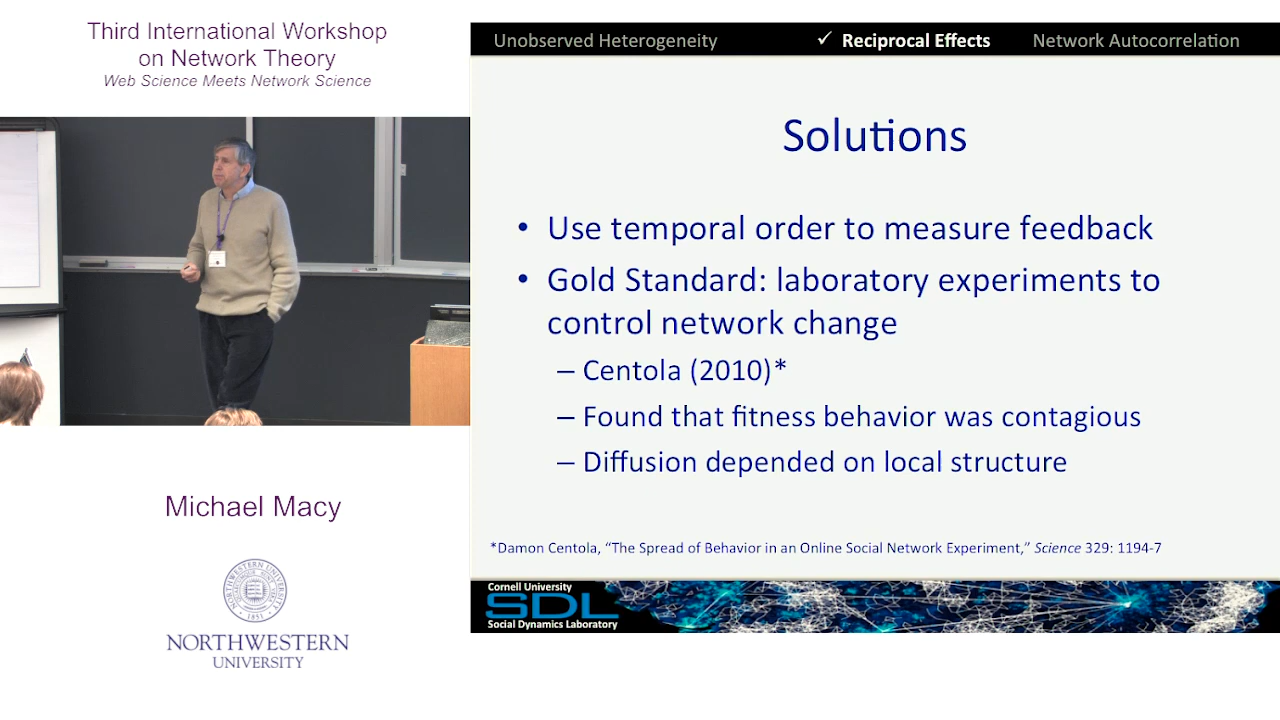 Third International Workshop
on Network Theory
Web Science Meets Network Science
Michael Macy
NORTHWESTERN UNIVERSITY
1851
NORTHWESTERN
UNIVERSITY
Unobserved Heterogeneity ✓ Reciprocal Effects Network Autocorrelation
Solutions
• Use temporal order to measure feedback
• Gold Standard: laboratory experiments to
control network change
– Centola (2010)*
– Found that fitness behavior was contagious
– Diffusion depended on local structure
*Damon Centola, “The Spread of Behavior in an Online Social Network Experiment,” Science 329: 1194-7
Cornell University
SDL
Social Dynamics Laboratory